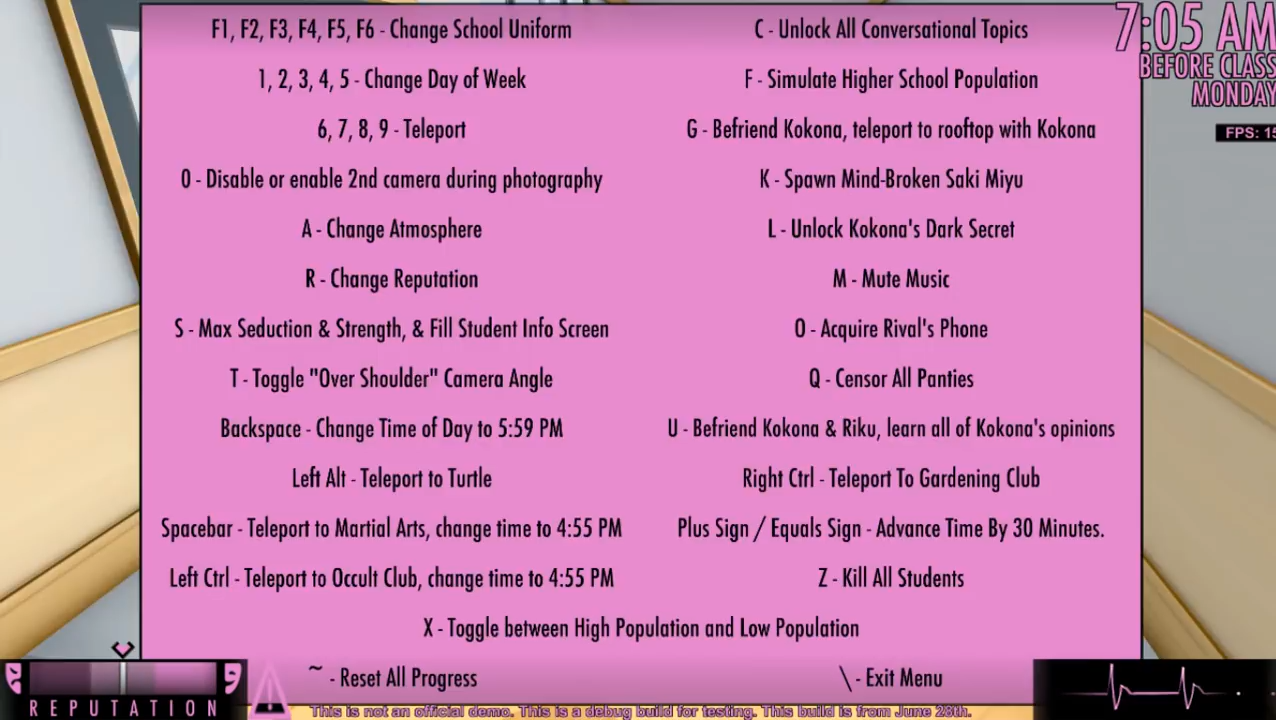 F1, F2, F3, F4, F5, F6 - Change School Uniform
1, 2, 3, 4, 5 - Change Day of Week
6, 7, 8, 9 - Teleport
0 - Disable or enable 2nd camera during photography
A - Change Atmosphere
R - Change Reputation
S - Max Seduction & Strength, & Fill Student Info Screen
T - Toggle "Over Shoulder" Camera Angle
Backspace - Change Time of Day to 5:59 PM
Left Alt - Teleport to Turtle
Spacebar - Teleport to Martial Arts, change time to 4:55 PM
Left Ctrl - Teleport to Occult Club, change time to 4:55 PM
C - Unlock All Conversational Topics
F - Simulate Higher School Population
G - Befriend Kokona, teleport to rooftop with Kokona
K - Spawn Mind-Broken Saki Miyu
L - Unlock Kokona's Dark Secret
M - Mute Music
O - Acquire Rival's Phone
Q - Censor All Panties
U - Befriend Kokona & Riku, learn all of Kokona's opinions
Right Ctrl - Teleport To Gardening Club
Plus Sign / Equals Sign - Advance Time By 30 Minutes.
Z - Kill All Students
X - Toggle between High Population and Low Population
~ - Reset All Progress
\ - Exit Menu
7:05 AM
BEFORE CLASS
MONDAY
FPS: 15
REPUTATION
This is not an official demo. This is a debug build for testing. This build is from June 28th.